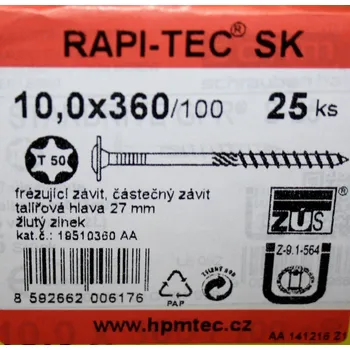 RAPI-TEC® SK
10,0x360/100 25 ks
T 50
frézující závit, částečný závit
talířová hlava 27 mm
žlutý zinek
kat.č.: 19510360 AA
ZÚS
Z-9.1-564
8 592662 006176
PAP
www.hpmtec.cz